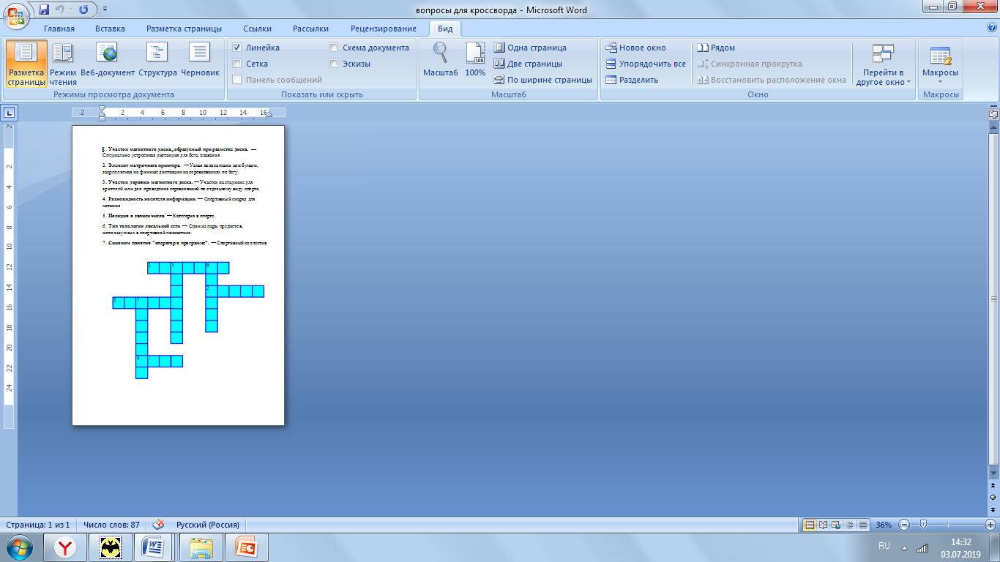 вопросы для кроссворда - Microsoft Word
Главная Вставка Разметка страницы Ссылки Рассылки Рецензирование Вид
Линейка Схема документа Одна страница Новое окно Рядом
Сетка Эскизы Две страницы Упорядочить все Синхронная прокрутка
Разметка страницы Режим чтения Веб-документ Структура Черновик Масштаб 100% Перейти в другое окно Макросы
Панель сообщений По ширине страницы Разделить Восстановить расположение окна
Режимы просмотра документа Показать или скрыть Масштаб Окно Макросы
2 2 4 6 8 10 12 14 16
2
2
4
6
8
10
12
14
16
18
20
22
24
1. Участок магнитного диска, образуемый при разметке диска. —
Специально устроенная дистанция для бега, плавания
2. Элемент матричного принтера. — Узкая полоса ткани или бумаги,
закрепляемая на финише дистанции на соревнованиях по бегу.
3. Участок дорожки магнитного диска. — Участок на стадионе для
зрителей или для проведения соревнований по отдельному виду спорта.
4. Разновидность носителя информации. — Спортивный снаряд для
метания
5. Позиция в записи числа. — Категория в спорте.
6. Тип топологии локальной сети. — Один из пары предметов,
используемых в спортивной гимнастике.
7. Синоним понятия "оператор в программе". — Спортивный коллектив.
1 5 6
2
3 7
4
Страница: 1 из 1 Число слов: 87 Русский (Россия) 36%
RU 14:32
03.07.2019